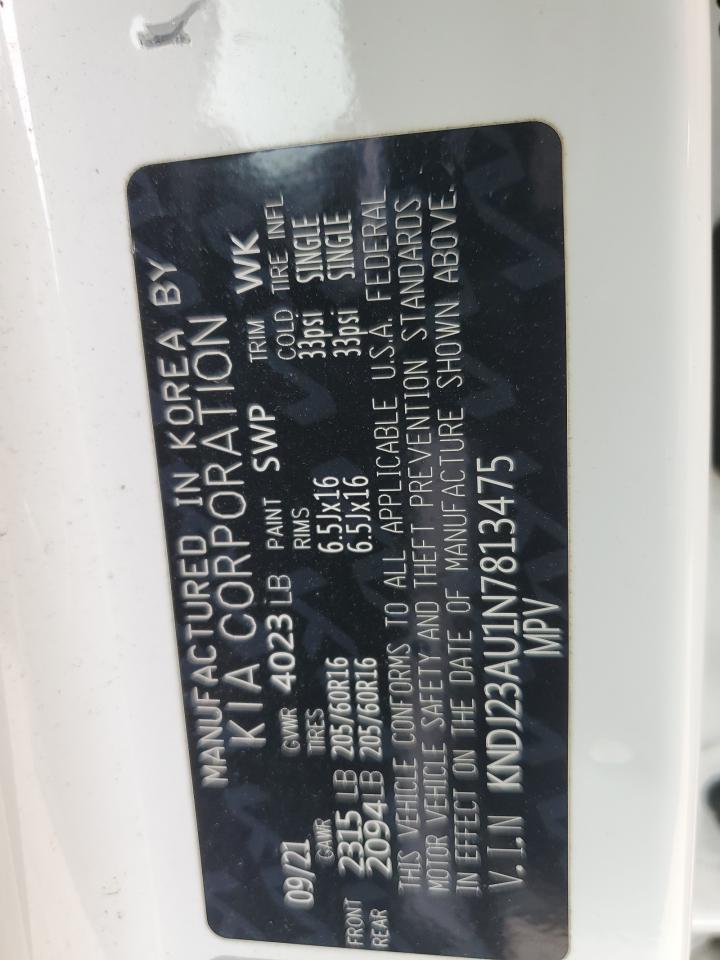 MANUFACTURED IN KOREA BY
KIA CORPORATION
09/21 GVWR 4023 LB PAINT SWP TRIM WK
GAWR TIRES RIMS COLD TIRE INFL
FRONT 2315 LB 205/60R16 6.5Jx16 33psi SINGLE
REAR 2094 LB 205/60R16 6.5Jx16 33psi SINGLE
THIS VEHICLE CONFORMS TO ALL APPLICABLE U.S.A. FEDERAL
MOTOR VEHICLE SAFETY AND THEFT PREVENTION STANDARDS
IN EFFECT ON THE DATE OF MANUFACTURE SHOWN ABOVE.
V.I.N KNDJ23AU1N7813475
MPV